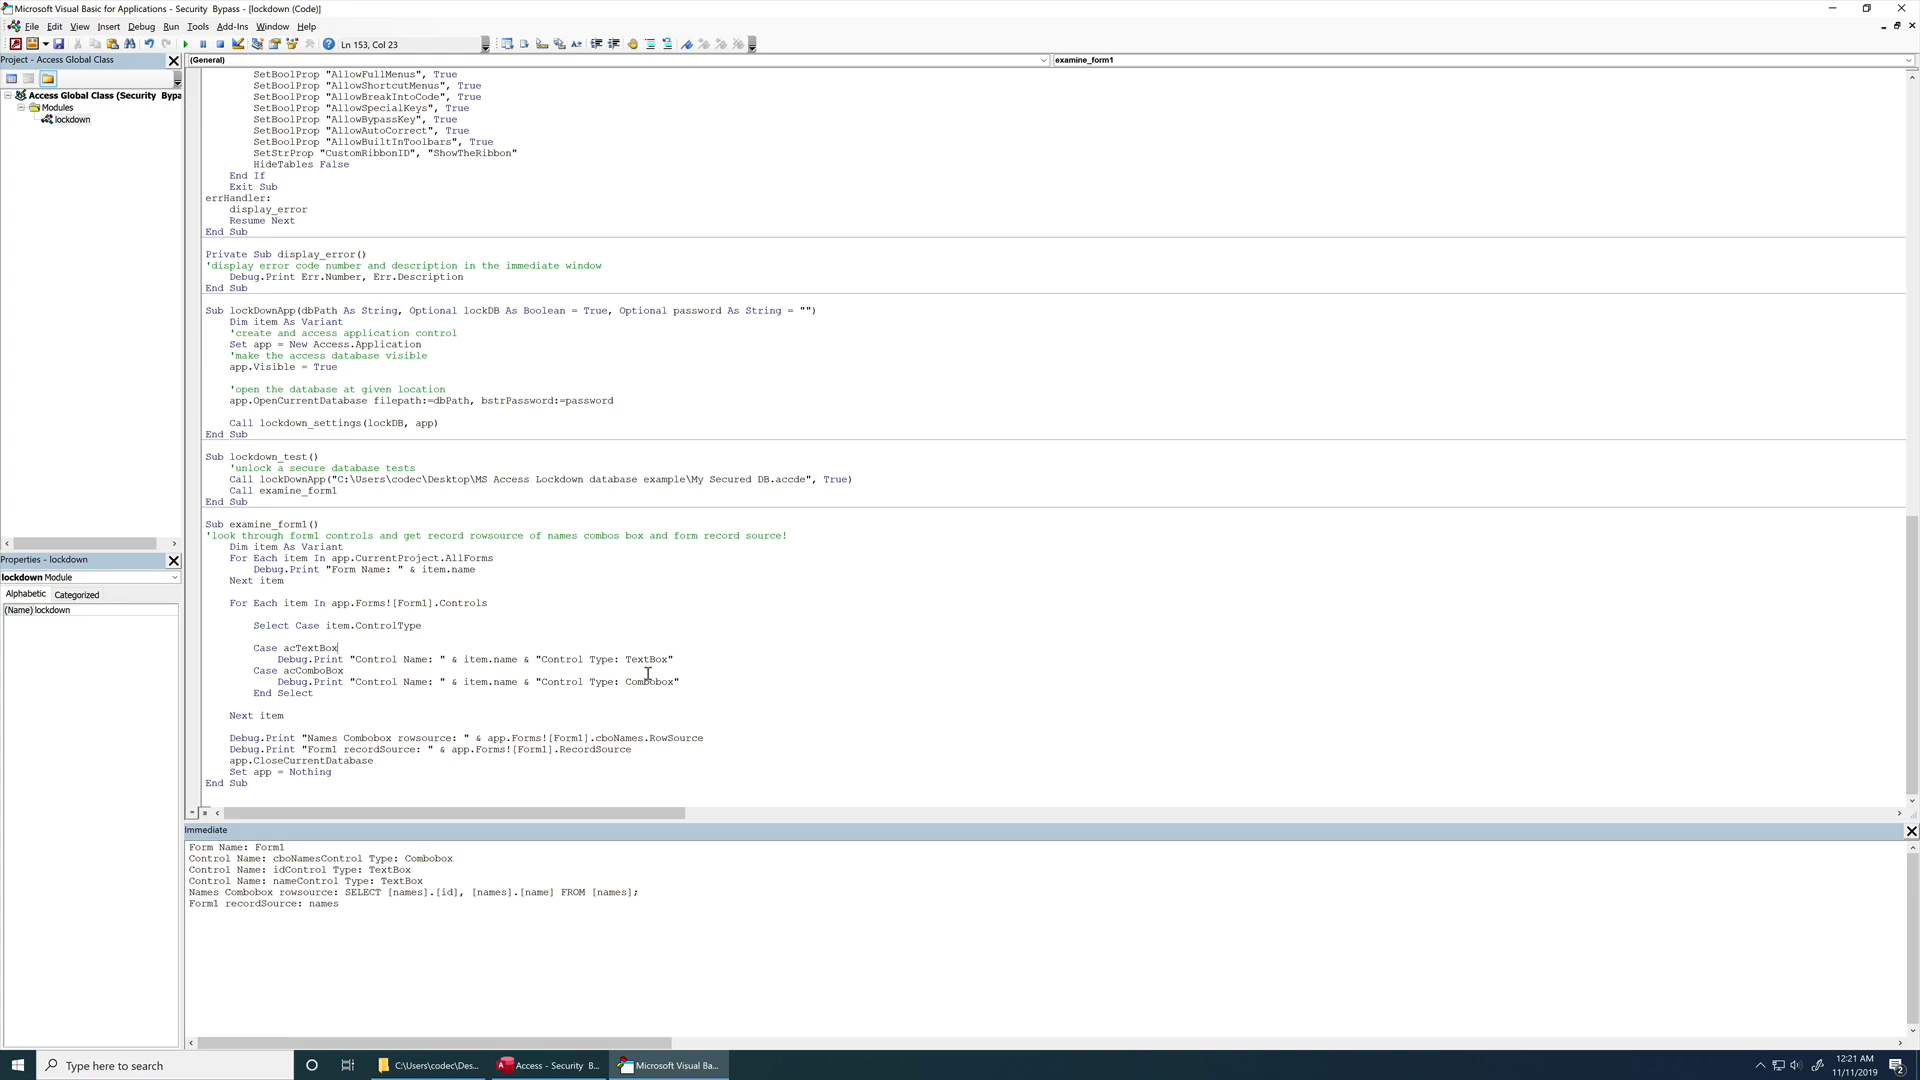 Microsoft Visual Basic for Applications - Security  Bypass - [lockdown (Code)]
File Edit View Insert Debug Run Tools Add-Ins Window Help
Ln 153, Col 23
Project - Access Global Class
(General)
examine_form1
Access Global Class (Security  Bypa
Modules
lockdown
SetBoolProp "AllowFullMenus", True
SetBoolProp "AllowShortcutMenus", True
SetBoolProp "AllowBreakIntoCode", True
SetBoolProp "AllowSpecialKeys", True
SetBoolProp "AllowBypassKey", True
SetBoolProp "AllowAutoCorrect", True
SetBoolProp "AllowBuiltInToolbars", True
SetStrProp "CustomRibbonID", "ShowTheRibbon"
HideTables False
End If
Exit Sub
errHandler:
display_error
Resume Next
End Sub
Private Sub display_error()
'display error code number and description in the immediate window
Debug.Print Err.Number, Err.Description
End Sub
Sub lockDownApp(dbPath As String, Optional lockDB As Boolean = True, Optional password As String = "")
Dim item As Variant
'create and access application control
Set app = New Access.Application
'make the access database visible
app.Visible = True
'open the database at given location
app.OpenCurrentDatabase filepath:=dbPath, bstrPassword:=password
Call lockdown_settings(lockDB, app)
End Sub
Sub lockdown_test()
'unlock a secure database tests
Call lockDownApp("C:\Users\codec\Desktop\MS Access Lockdown database example\My Secured DB.accde", True)
Call examine_form1
End Sub
Sub examine_form1()
'look through form1 controls and get record rowsource of names combos box and form record source!
Dim item As Variant
For Each item In app.CurrentProject.AllForms
Debug.Print "Form Name: " & item.name
Next item
For Each item In app.Forms![Form1].Controls
Select Case item.ControlType
Case acTextBox
Debug.Print "Control Name: " & item.name & "Control Type: TextBox"
Case acComboBox
Debug.Print "Control Name: " & item.name & "Control Type: Combobox"
End Select
Next item
Debug.Print "Names Combobox rowsource: " & app.Forms![Form1].cboNames.RowSource
Debug.Print "Form1 recordSource: " & app.Forms![Form1].RecordSource
app.CloseCurrentDatabase
Set app = Nothing
End Sub
Properties - lockdown
lockdown Module
Alphabetic Categorized
(Name) lockdown
Immediate
Form Name: Form1
Control Name: cboNamesControl Type: Combobox
Control Name: idControl Type: TextBox
Control Name: nameControl Type: TextBox
Names Combobox rowsource: SELECT [names].[id], [names].[name] FROM [names];
Form1 recordSource: names
Type here to search
C:\Users\codec\Des...
Access - Security  B...
Microsoft Visual Ba...
12:21 AM
11/11/2019
2